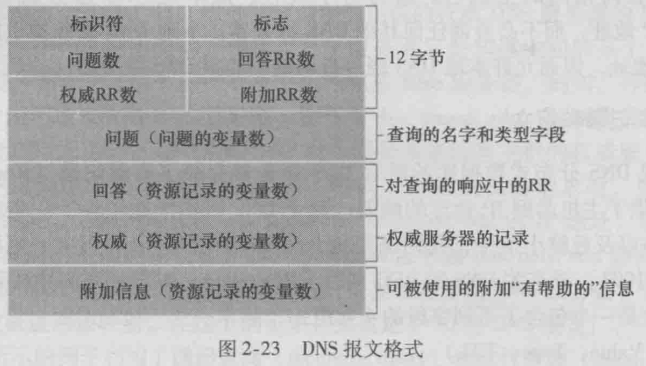 标识符 标志
问题数 回答RR数 12字节
权威RR数 附加RR数
问题（问题的变量数） 查询的名字和类型字段
回答（资源记录的变量数） 对查询的响应中的RR
权威（资源记录的变量数） 权威服务器的记录
附加信息（资源记录的变量数） 可被使用的附加“有帮助的”信息
图2-23 DNS报文格式